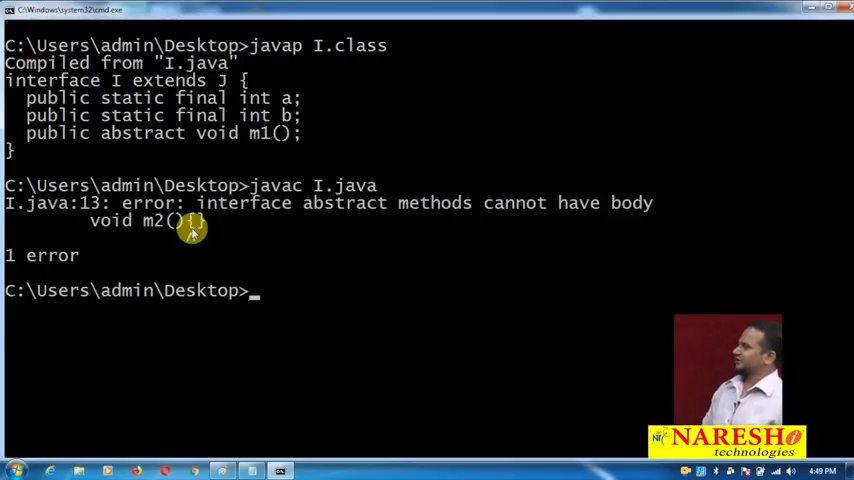 C:\Windows\system32\cmd.exe
C:\Users\admin\Desktop>javap I.class
Compiled from "I.java"
interface I extends J {
  public static final int a;
  public static final int b;
  public abstract void m1();
}
C:\Users\admin\Desktop>javac I.java
I.java:13: error: interface abstract methods cannot have body
        void m2(){}
1 error
C:\Users\admin\Desktop>_
NARESH i
technologies
4:49 PM